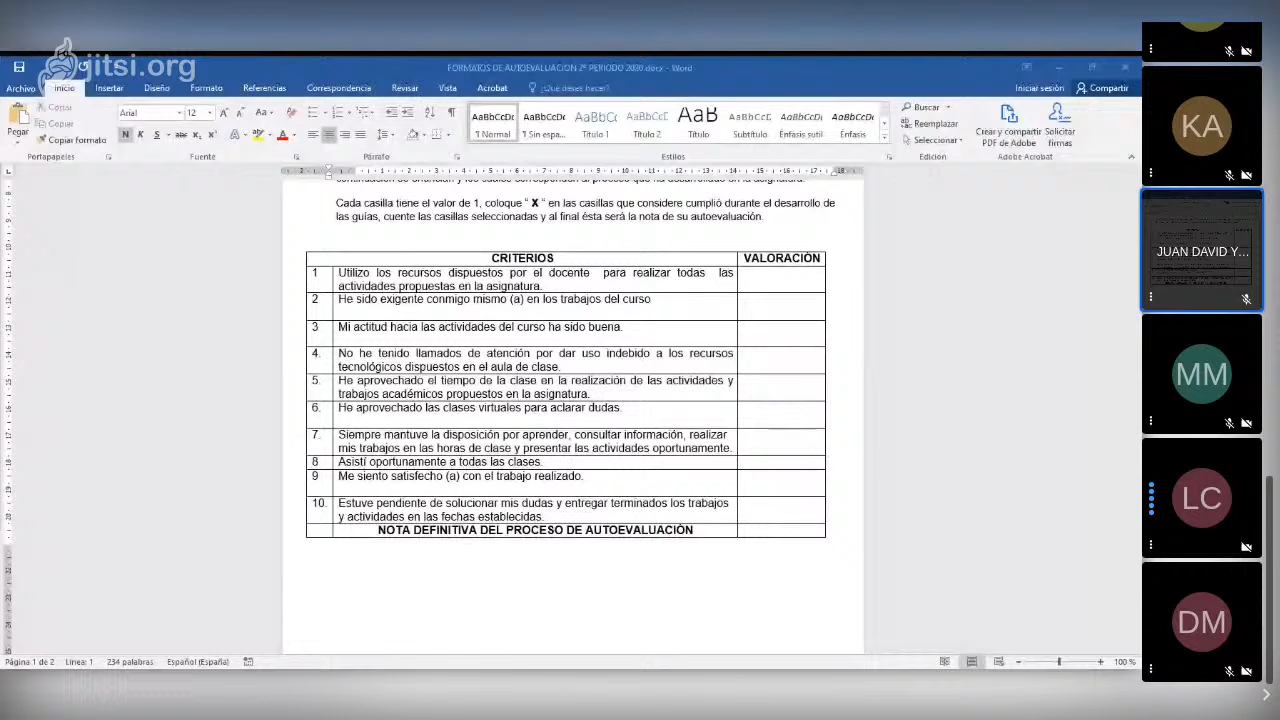 jitsi.org
FORMATOS DE AUTOEVALUACION 2º PERIODO 2020.docx - Word
Archivo Inicio Insertar Diseño Formato Referencias Correspondencia Revisar Vista Acrobat ¿Qué desea hacer? Iniciar sesión Compartir
Pegar
Cortar
Copiar
Copiar formato
Portapapeles
Arial 12
N K S
Fuente
Párrafo
AaBbCcDc AaBbCcDc AaBbCc AaBbCcD AaB AaBbCcD AaBbCcDc AaBbCcDc
¶ Normal ¶ Sin espa... Título 1 Título 2 Título Subtítulo Énfasis sutil Énfasis
Estilos
Buscar
Reemplazar
Seleccionar
Edición
Crear y compartir PDF de Adobe
Solicitar firmas
Adobe Acrobat
Cada casilla tiene el valor de 1, coloque “ X “ en las casillas que considere cumplió durante el desarrollo de
las guías, cuente las casillas seleccionadas y al final ésta será la nota de su autoevaluación.
CRITERIOS VALORACIÓN
1 Utilizo los recursos dispuestos por el docente para realizar todas las
actividades propuestas en la asignatura.
2 He sido exigente conmigo mismo (a) en los trabajos del curso
3 Mi actitud hacia las actividades del curso ha sido buena.
4. No he tenido llamados de atención por dar uso indebido a los recursos
tecnológicos dispuestos en el aula de clase.
5. He aprovechado el tiempo de la clase en la realización de las actividades y
trabajos académicos propuestos en la asignatura.
6. He aprovechado las clases virtuales para aclarar dudas.
7. Siempre mantuve la disposición por aprender, consultar información, realizar
mis trabajos en las horas de clase y presentar las actividades oportunamente.
8 Asistí oportunamente a todas las clases.
9 Me siento satisfecho (a) con el trabajo realizado.
10. Estuve pendiente de solucionar mis dudas y entregar terminados los trabajos
y actividades en las fechas establecidas.
NOTA DEFINITIVA DEL PROCESO DE AUTOEVALUACIÓN
Página 1 de 2 Línea: 1 234 palabras Español (España) 100 %
KA
JUAN DAVID Y...
MM
LC
DM